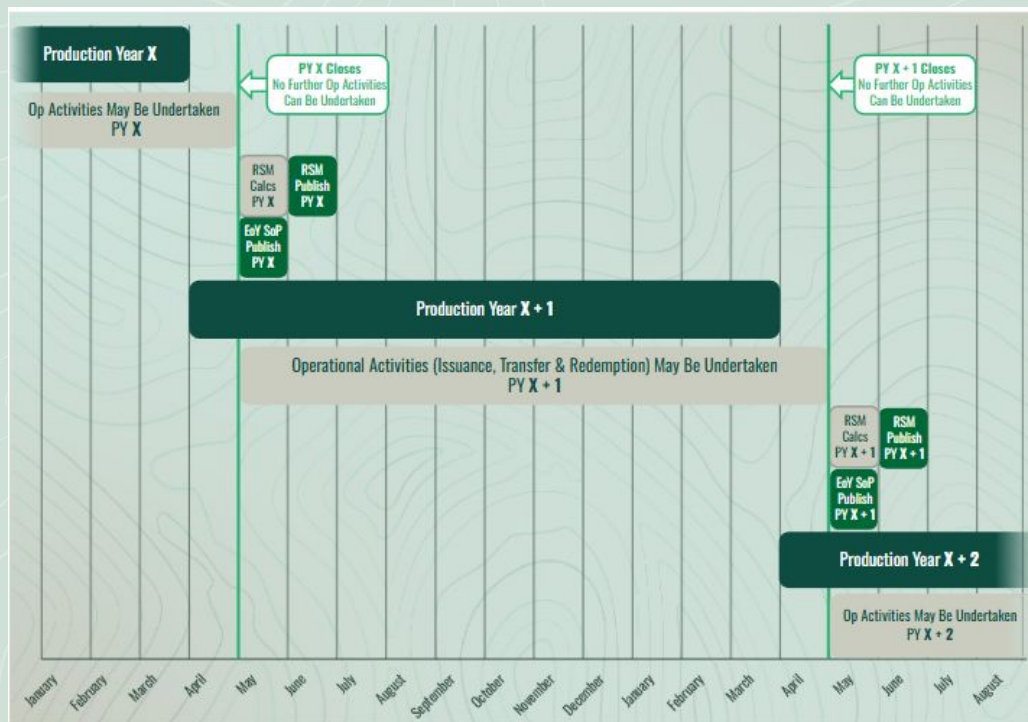 Production Year X
PY X Closes
No Further Op Activities
Can Be Undertaken
PY X + 1 Closes
No Further Op Activities
Can Be Undertaken
Op Activities May Be Undertaken
PY X
RSM
Calcs
PY X
RSM
Publish
PY X
EoY SoP
Publish
PY X
Production Year X + 1
Operational Activities (Issuance, Transfer & Redemption) May Be Undertaken
PY X + 1
RSM
Calcs
PY X + 1
RSM
Publish
PY X + 1
EoY SoP
Publish
PY X + 1
Production Year X + 2
Op Activities May Be Undertaken
PY X + 2
January
February
March
April
May
June
July
August
September
October
November
December
January
February
March
April
May
June
July
August